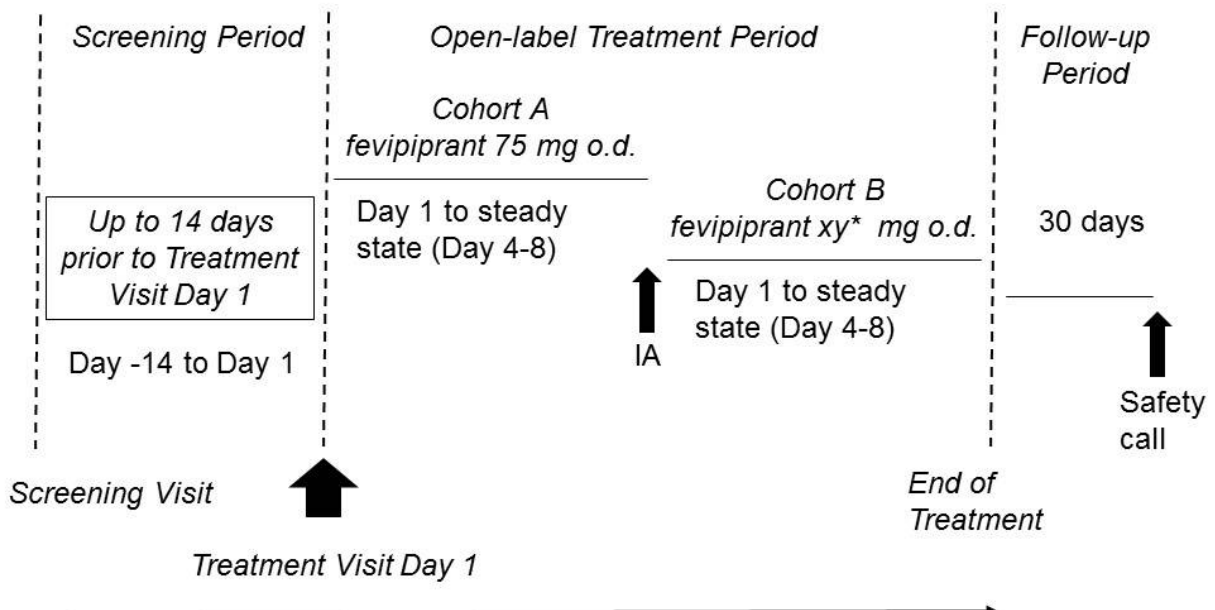 Screening Period
Open-label Treatment Period
Follow-up
Period
Cohort A
fevipiprant 75 mg o.d.
Up to 14 days
prior to Treatment
Visit Day 1
Day -14 to Day 1
Day 1 to steady
state (Day 4-8)
IA
Cohort B
fevipiprant xy* mg o.d.
Day 1 to steady
state (Day 4-8)
30 days
Safety
call
Screening Visit
Treatment Visit Day 1
End of
Treatment